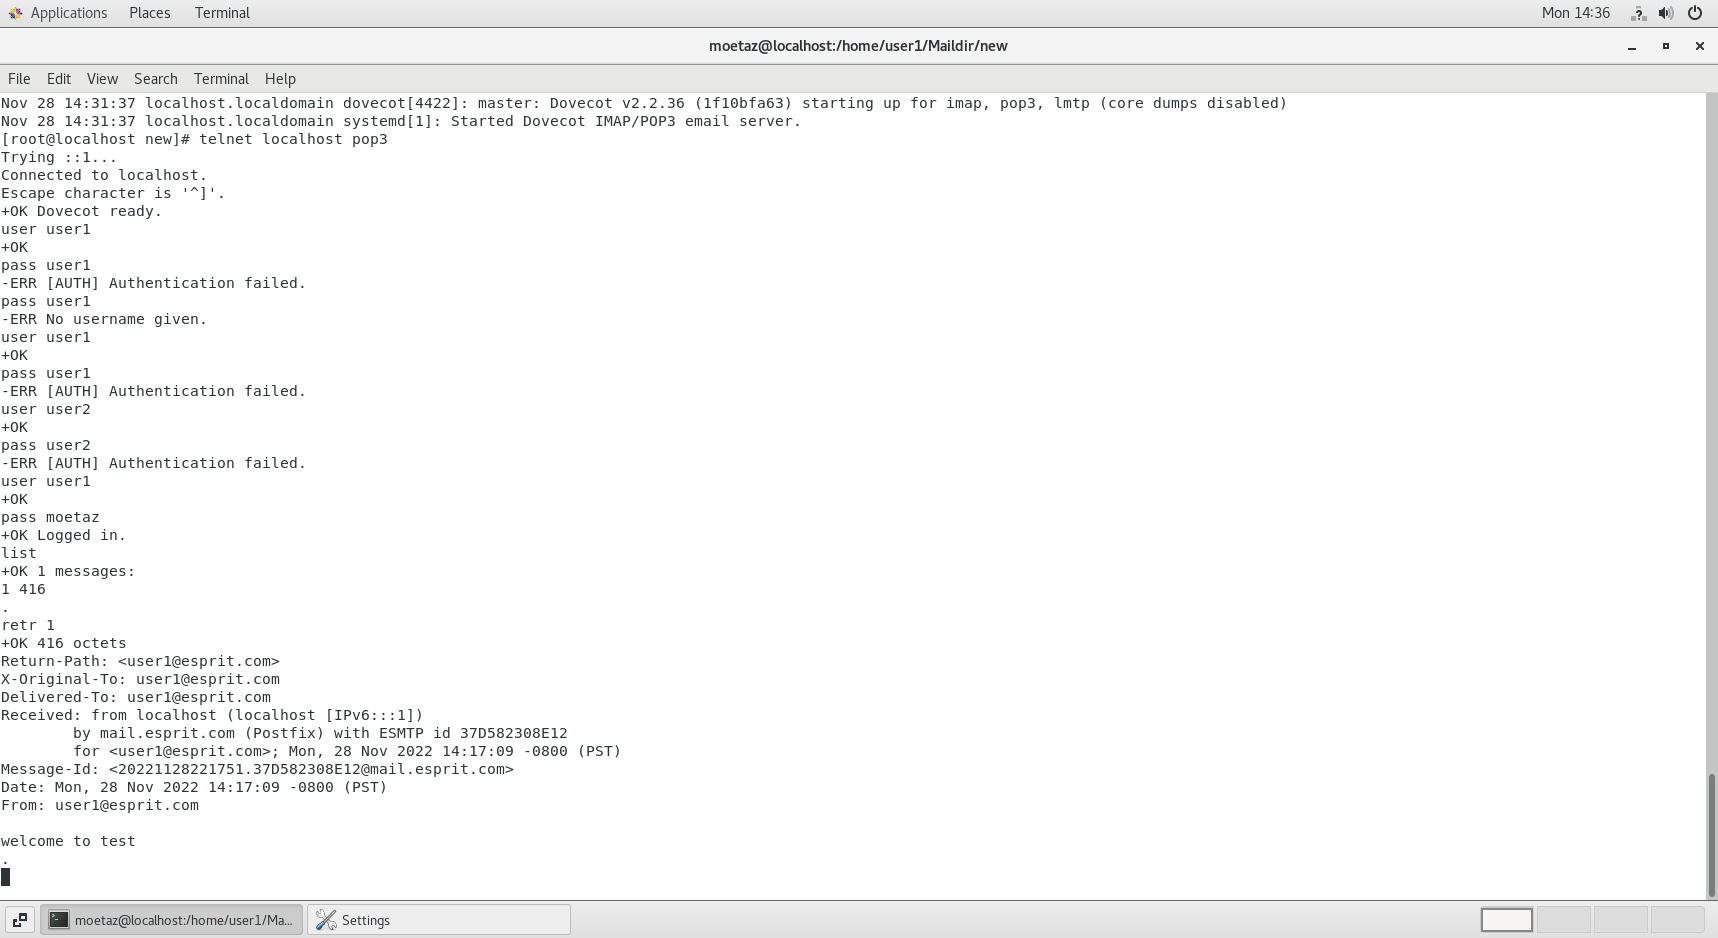 Applications Places Terminal Mon 14:36
moetaz@localhost:/home/user1/Maildir/new
File Edit View Search Terminal Help
Nov 28 14:31:37 localhost.localdomain dovecot[4422]: master: Dovecot v2.2.36 (1f10bfa63) starting up for imap, pop3, lmtp (core dumps disabled)
Nov 28 14:31:37 localhost.localdomain systemd[1]: Started Dovecot IMAP/POP3 email server.
[root@localhost new]# telnet localhost pop3
Trying ::1...
Connected to localhost.
Escape character is '^]'.
+OK Dovecot ready.
user user1
+OK
pass user1
-ERR [AUTH] Authentication failed.
pass user1
-ERR No username given.
user user1
+OK
pass user1
-ERR [AUTH] Authentication failed.
user user2
+OK
pass user2
-ERR [AUTH] Authentication failed.
user user1
+OK
pass moetaz
+OK Logged in.
list
+OK 1 messages:
1 416
.
retr 1
+OK 416 octets
Return-Path: <user1@esprit.com>
X-Original-To: user1@esprit.com
Delivered-To: user1@esprit.com
Received: from localhost (localhost [IPv6:::1])
        by mail.esprit.com (Postfix) with ESMTP id 37D582308E12
        for <user1@esprit.com>; Mon, 28 Nov 2022 14:17:09 -0800 (PST)
Message-Id: <20221128221751.37D582308E12@mail.esprit.com>
Date: Mon, 28 Nov 2022 14:17:09 -0800 (PST)
From: user1@esprit.com

welcome to test
.
moetaz@localhost:/home/user1/Ma... Settings